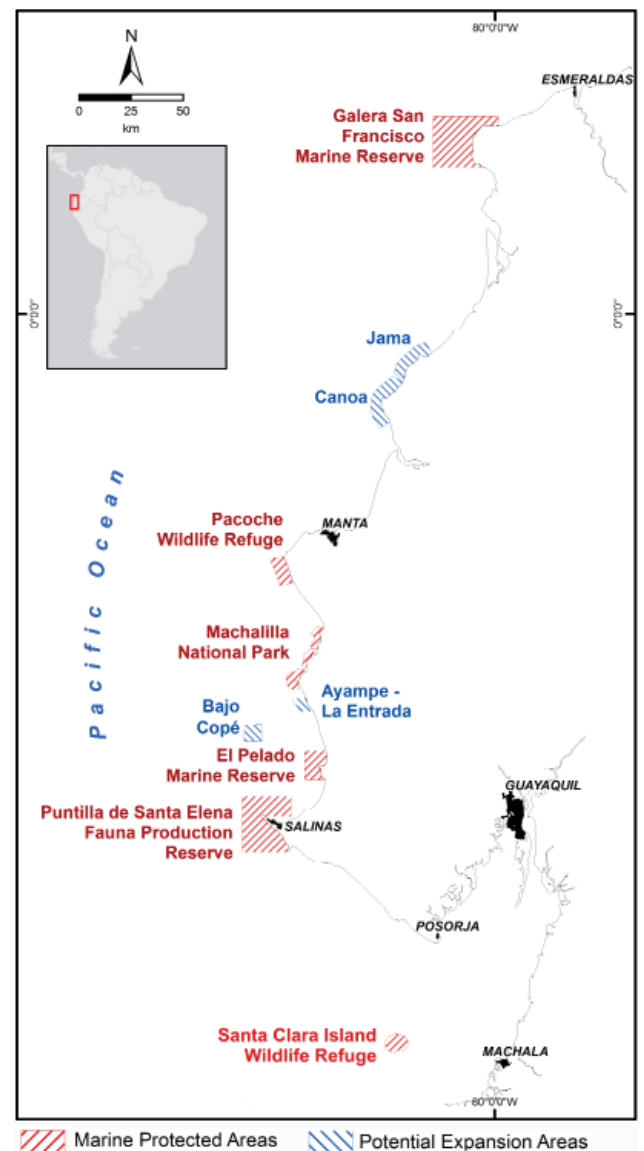 80°0'0"W
N
0 25 50
km
ESMERALDAS
Galera San
Francisco
Marine Reserve
0°0'0"
0°0'0"
Jama
Canoa
Pacific Ocean
Pacoche
Wildlife Refuge
MANTA
Machalilla
National Park
Ayampe -
La Entrada
Bajo
Copé
El Pelado
Marine Reserve
GUAYAQUIL
Puntilla de Santa Elena
Fauna Production
Reserve
SALINAS
POSORJA
Santa Clara Island
Wildlife Refuge
MACHALA
80°0'0"W
Marine Protected Areas
Potential Expansion Areas